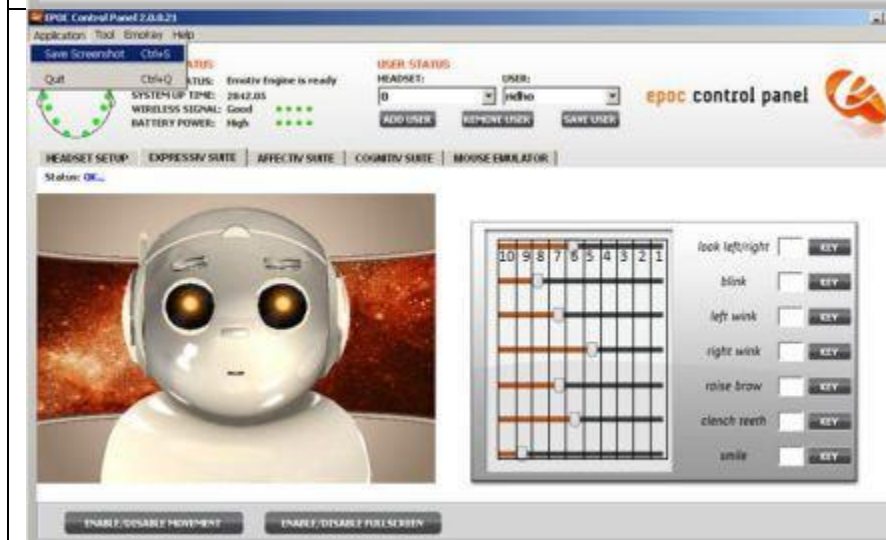 EPOC Control Panel 2.0.0.21
Application Tool EmoKey Help
Save Screenshot Ctrl+S
Quit Ctrl+Q
STATUS: Emotiv Engine is ready
SYSTEM UP TIME: 2842.05
WIRELESS SIGNAL: Good
BATTERY POWER: High
USER STATUS
HEADSET: USER:
0 ridho
ADD USER REMOVE USER SAVE USER
epoc control panel
HEADSET SETUP EXPRESSIV SUITE AFFECTIV SUITE COGNITIV SUITE MOUSE EMULATOR
Status: OK...
10 9 8 7 6 5 4 3 2 1
look left/right KEY
blink KEY
left wink KEY
right wink KEY
raise brow KEY
clench teeth KEY
smile KEY
ENABLE/DISABLE MOVEMENT ENABLE/DISABLE FULLSCREEN